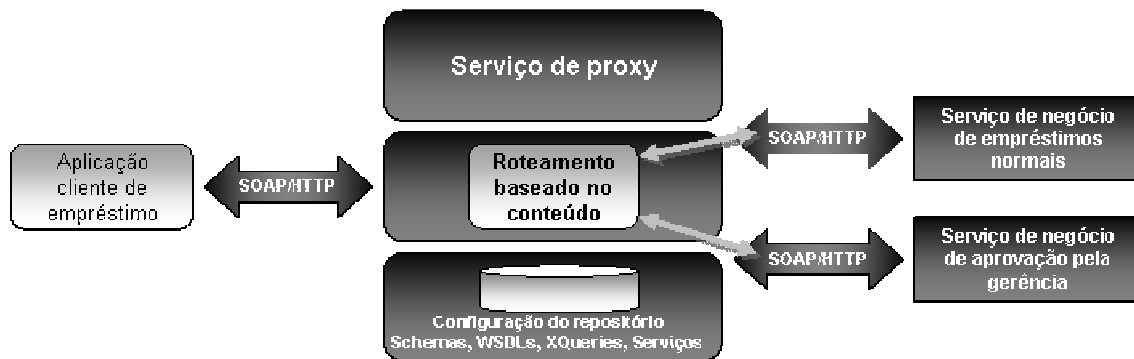 Serviço de proxy
Aplicação
cliente de
empréstimo
SOAP/HTTP
Roteamento
baseado no
conteúdo
SOAP/HTTP
Serviço de negócio
de empréstimos
normais
SOAP/HTTP
Serviço de negócio
de aprovação pela
gerência
Configuração do repositório
Schemas, WSDLs, XQueries, Serviços